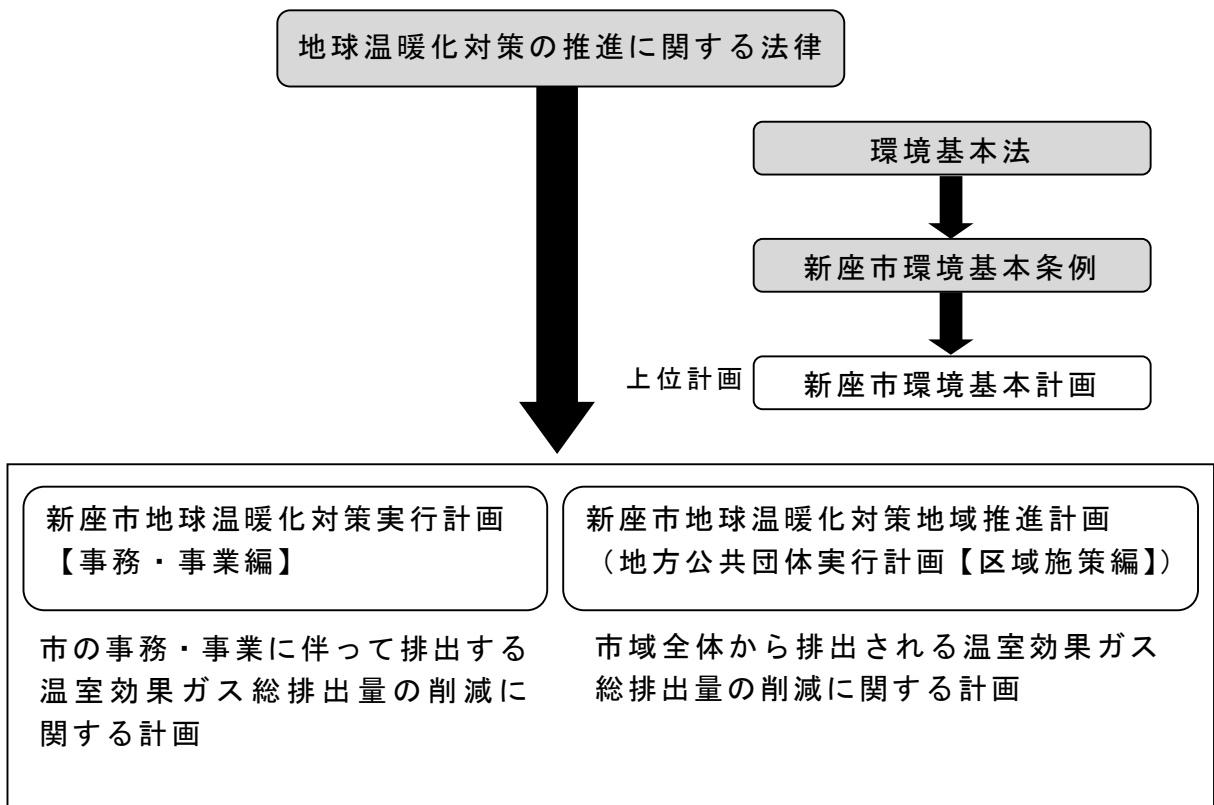 地球温暖化対策の推進に関する法律
環境基本法
新座市環境基本条例
上位計画
新座市環境基本計画
新座市地球温暖化対策実行計画
【事務・事業編】
新座市地球温暖化対策地域推進計画
（地方公共団体実行計画【区域施策編】）
市の事務・事業に伴って排出する
温室効果ガス総排出量の削減に
関する計画
市域全体から排出される温室効果ガス
総排出量の削減に関する計画